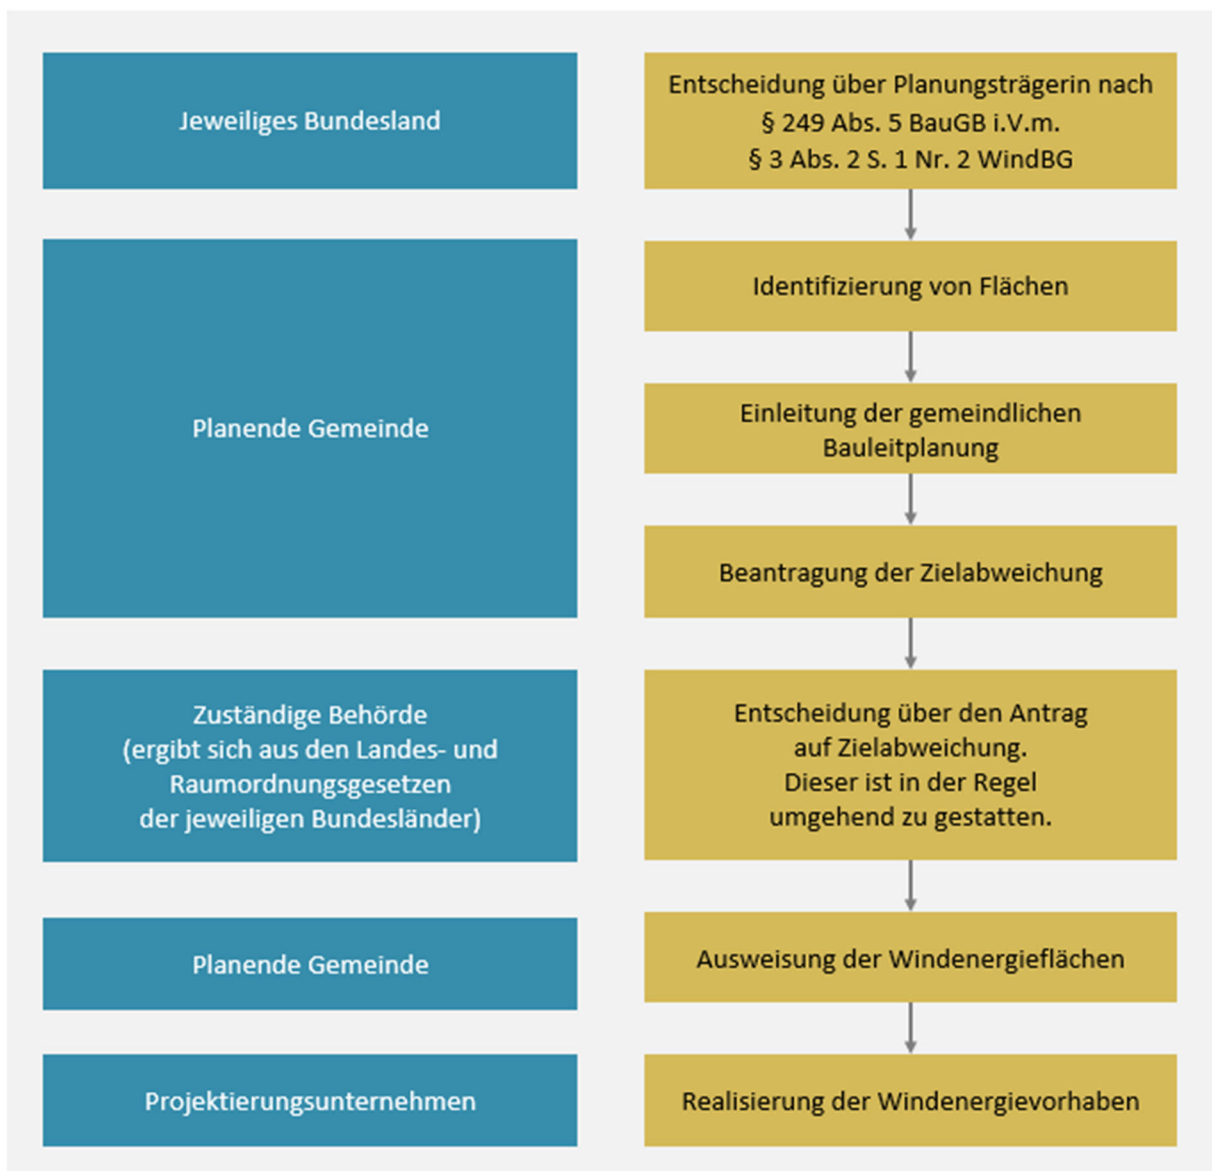 Jeweiliges Bundesland
Entscheidung über Planungsträgerin nach
§ 249 Abs. 5 BauGB i.V.m.
§ 3 Abs. 2 S. 1 Nr. 2 WindBG
Planende Gemeinde
Identifizierung von Flächen
Einleitung der gemeindlichen
Bauleitplanung
Beantragung der Zielabweichung
Zuständige Behörde
(ergibt sich aus den Landes- und
Raumordnungsgesetzen
der jeweiligen Bundesländer)
Entscheidung über den Antrag
auf Zielabweichung.
Dieser ist in der Regel
umgehend zu gestatten.
Planende Gemeinde
Ausweisung der Windenergieflächen
Projektierungsunternehmen
Realisierung der Windenergievorhaben